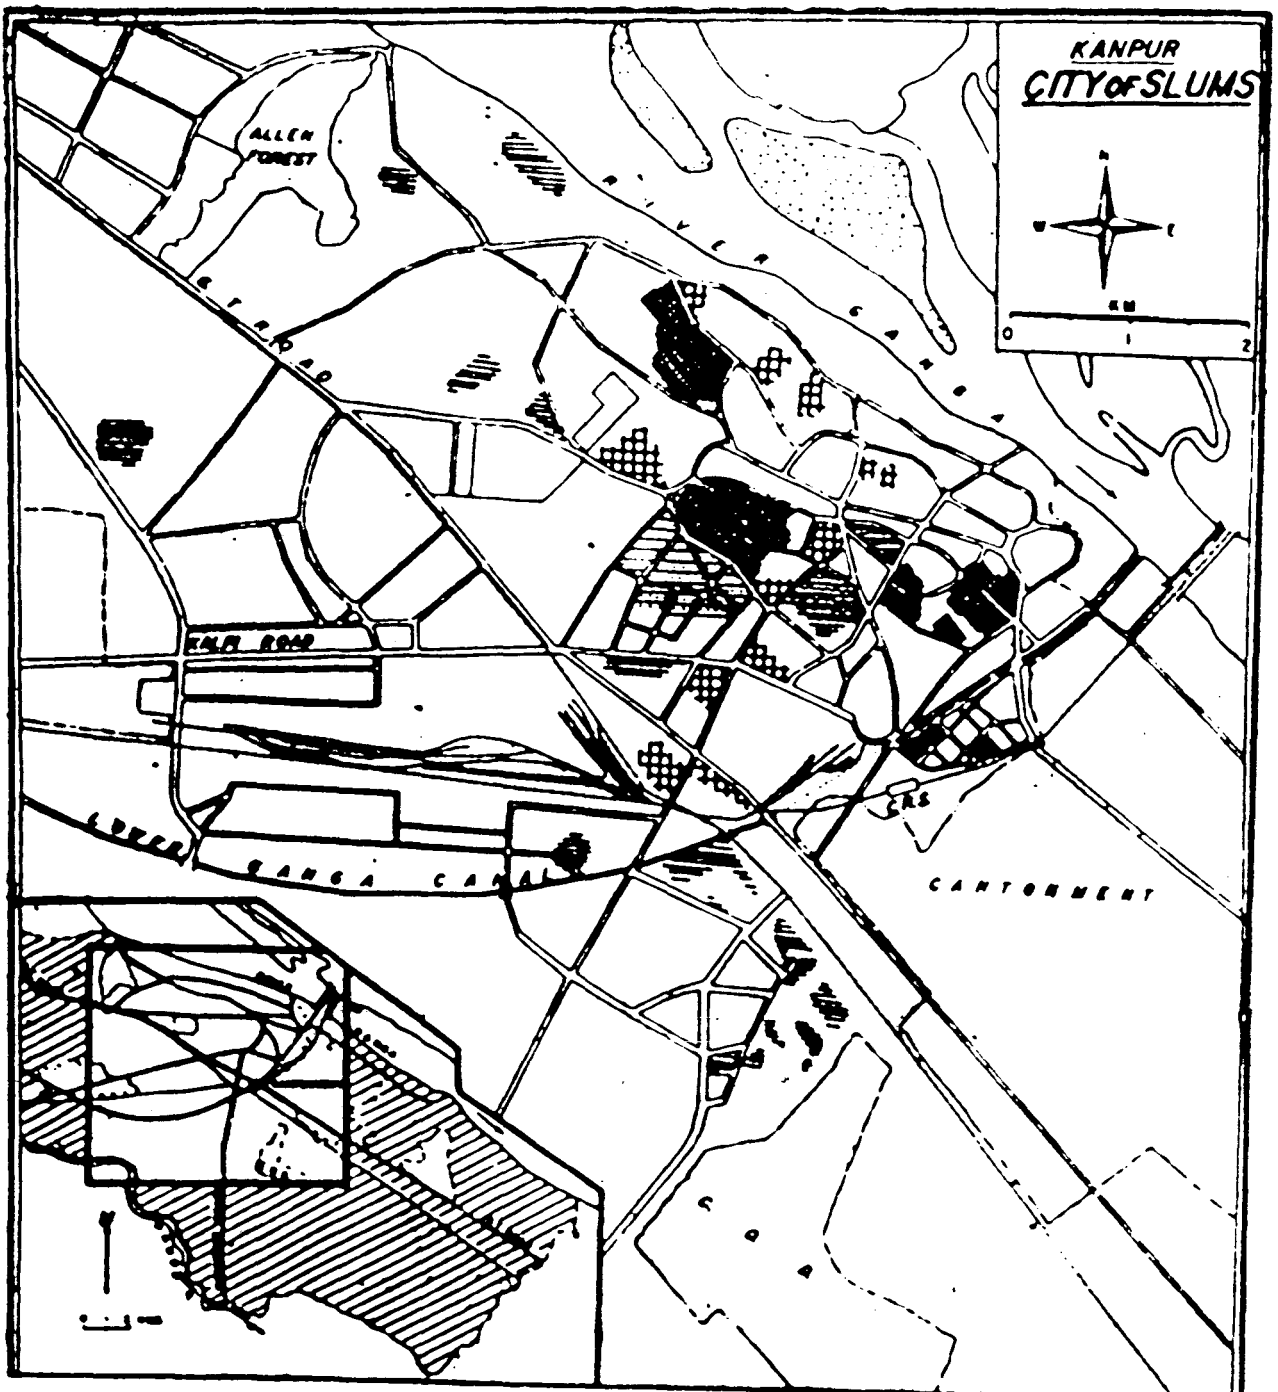 KANPUR
CITY OF SLUMS
N
W E
KM
0 1 2
ALLEN
FOREST
RIVER GANGA
G T ROAD
KALPI ROAD
LOWER GANGA CANAL
C.R.S
CANTONMENT
C O D
N